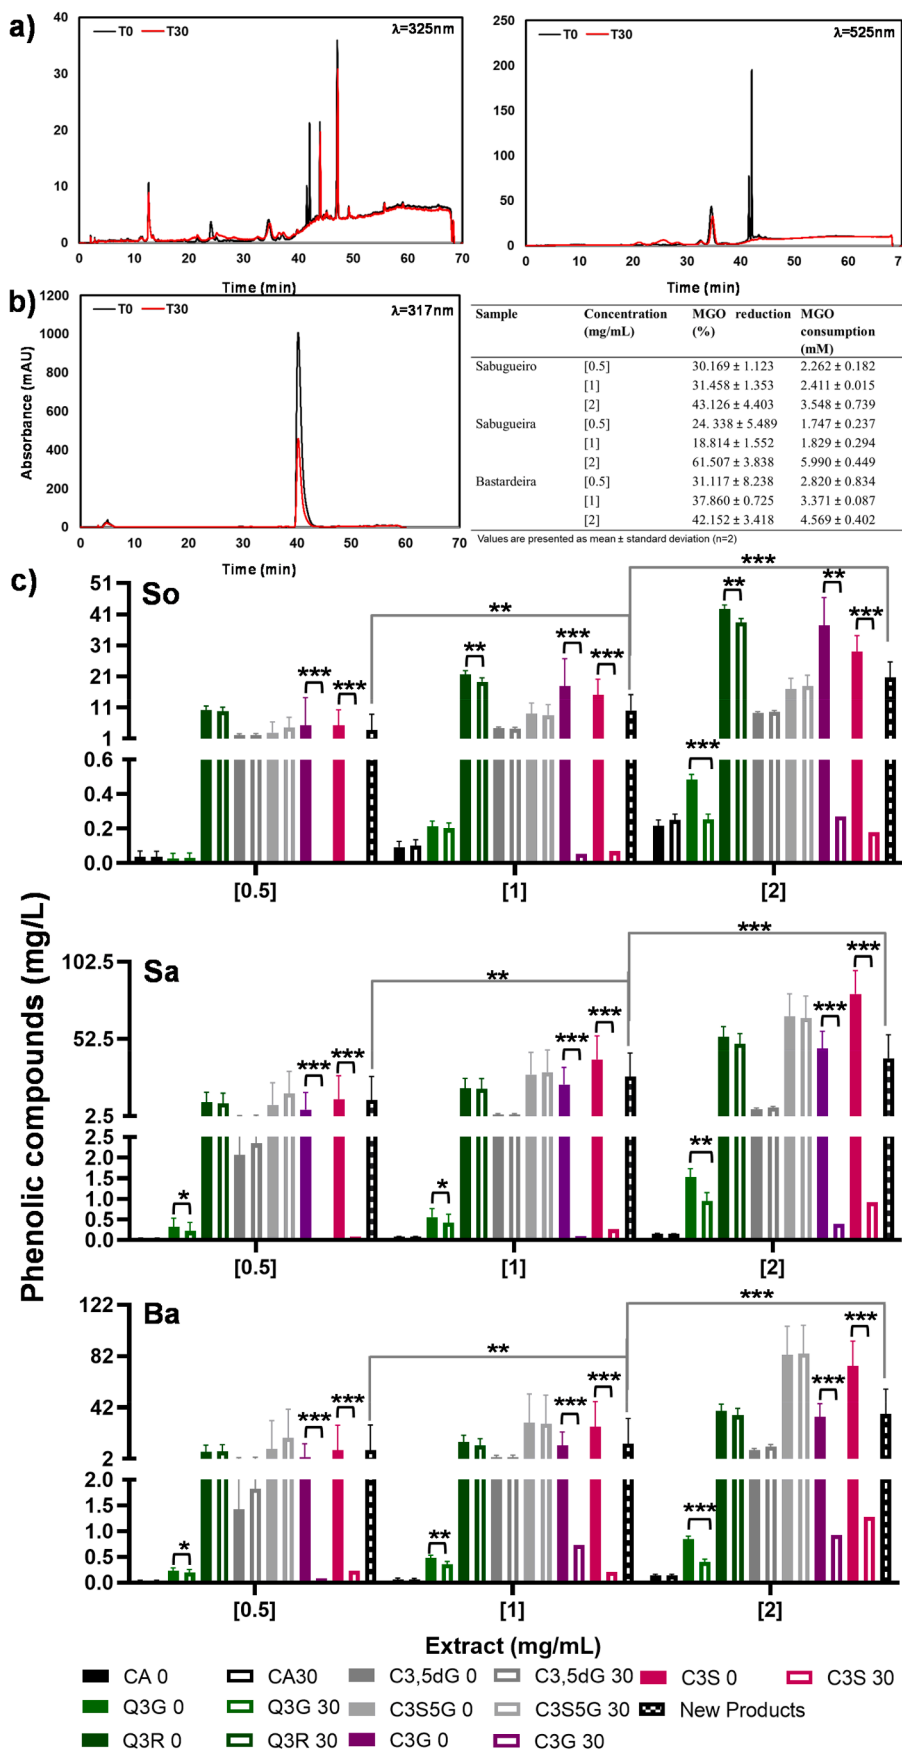 a)
T0 T30 λ=325nm
40
30
20
10
0
0 10 20 30 40 50 60 70
Time (min)
T0 T30 λ=525nm
250
200
150
100
50
0
0 10 20 30 40 50 60 70
Time (min)
b)
T0 T30 λ=317nm
Absorbance (mAU)
1200
1000
800
600
400
200
0
0 10 20 30 40 50 60 70
Time (min)
Sample Concentration (mg/mL) MGO reduction (%) MGO consumption (mM)
Sabugueiro [0.5] 30.169 ± 1.123 2.262 ± 0.182
[1] 31.458 ± 1.353 2.411 ± 0.015
[2] 43.126 ± 4.403 3.548 ± 0.739
Sabugueira [0.5] 24. 338 ± 5.489 1.747 ± 0.237
[1] 18.814 ± 1.552 1.829 ± 0.294
[2] 61.507 ± 3.838 5.990 ± 0.449
Bastardeira [0.5] 31.117 ± 8.238 2.820 ± 0.834
[1] 37.860 ± 0.725 3.371 ± 0.087
[2] 42.152 ± 3.418 4.569 ± 0.402
Values are presented as mean ± standard deviation (n=2)
c)
Phenolic compounds (mg/L)
So
51
41
31
21
11
1
0.6
0.4
0.2
0.0
*** *** ** ** *** *** *** *** ** ** ***
[0.5] [1] [2]
Sa
102.5
52.5
2.5
2.5
2.0
1.5
1.0
0.5
0.0
* *** *** ** * *** *** *** ** *** ***
[0.5] [1] [2]
Ba
122
82
42
2
2.0
1.5
1.0
0.5
0.0
* *** *** ** ** *** *** *** *** *** ***
[0.5] [1] [2]
Extract (mg/mL)
CA 0 CA30 C3,5dG 0 C3,5dG 30 C3S 0 C3S 30
Q3G 0 Q3G 30 C3S5G 0 C3S5G 30 New Products
Q3R 0 Q3R 30 C3G 0 C3G 30